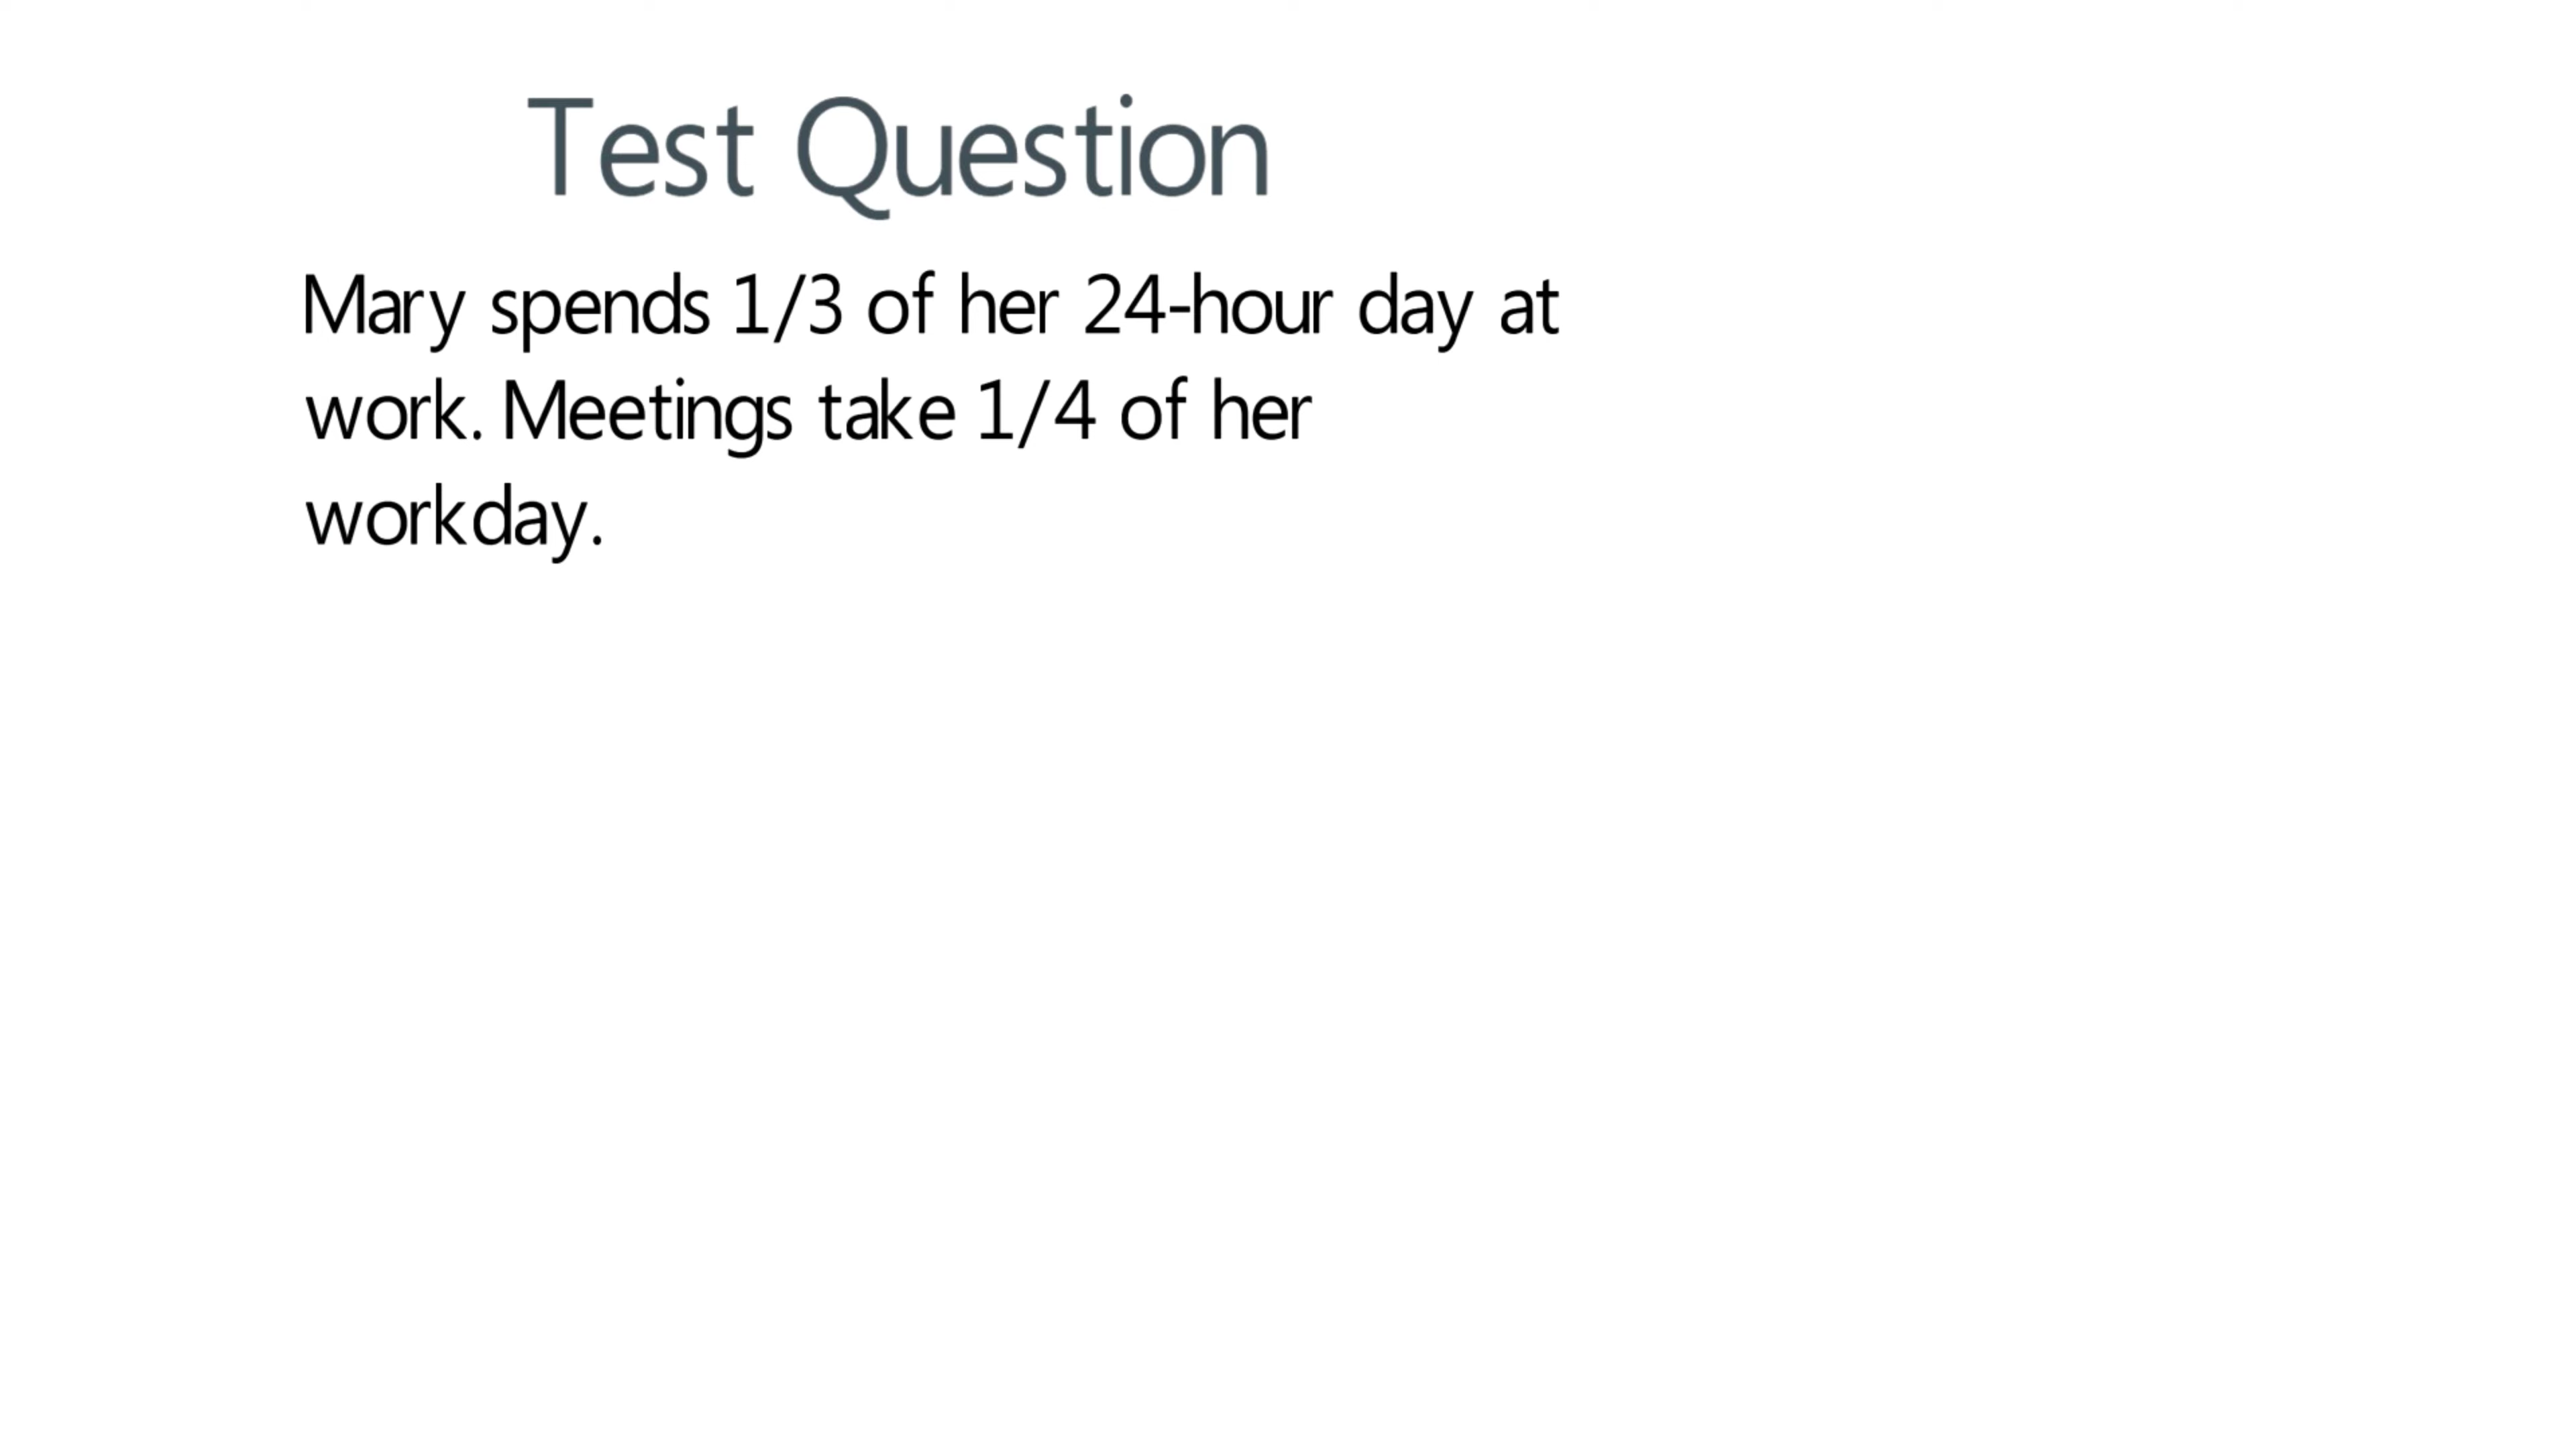 Test Question
Mary spends 1/3 of her 24-hour day at
work. Meetings take 1/4 of her
workday.